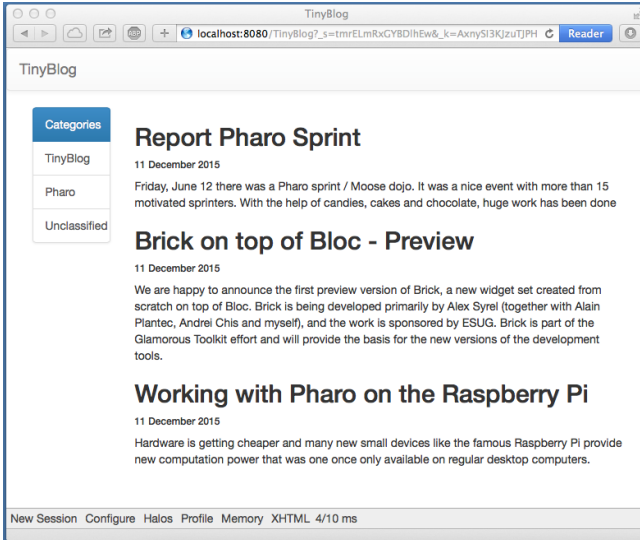 TinyBlog
ABP
localhost:8080/TinyBlog?_s=tmrELmRxGYBDlhEw&_k=AxnySI3KJzuTJPH
Reader
TinyBlog
Categories
TinyBlog
Pharo
Unclassified
Report Pharo Sprint
11 December 2015
Friday, June 12 there was a Pharo sprint / Moose dojo. It was a nice event with more than 15
motivated sprinters. With the help of candies, cakes and chocolate, huge work has been done
Brick on top of Bloc - Preview
11 December 2015
We are happy to announce the first preview version of Brick, a new widget set created from
scratch on top of Bloc. Brick is being developed primarily by Alex Syrel (together with Alain
Plantec, Andrei Chis and myself), and the work is sponsored by ESUG. Brick is part of the
Glamorous Toolkit effort and will provide the basis for the new versions of the development
tools.
Working with Pharo on the Raspberry Pi
11 December 2015
Hardware is getting cheaper and many new small devices like the famous Raspberry Pi provide
new computation power that was one once only available on regular desktop computers.
New Session Configure Halos Profile Memory XHTML 4/10 ms